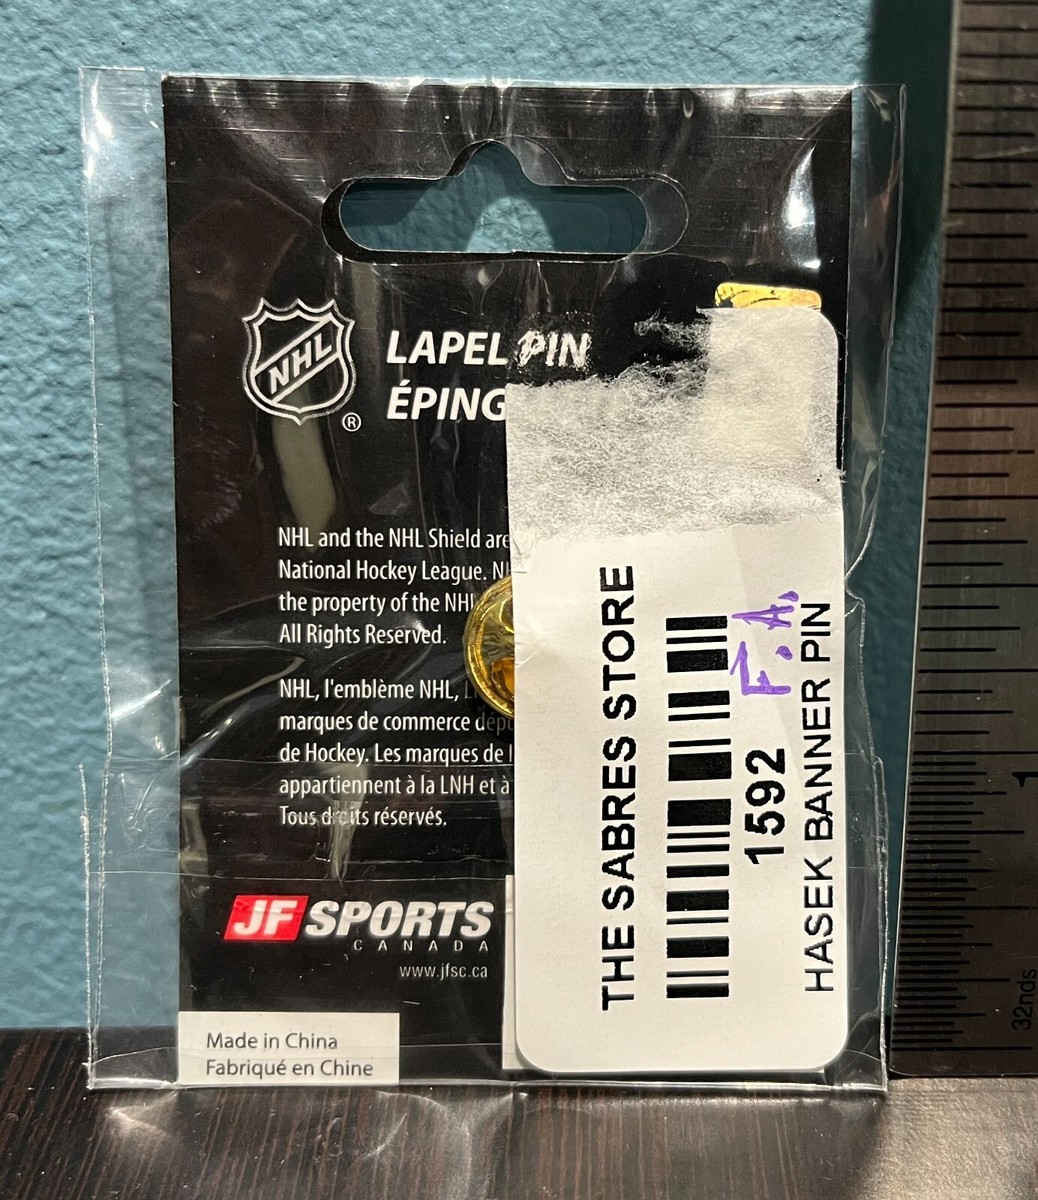 NHL
®
LAPEL PIN
ÉPING
NHL and the NHL Shield are
National Hockey League. NH
the property of the NHL
All Rights Reserved.
NHL, l'emblème NHL,
marques de commerce dépo
de Hockey. Les marques de l
appartiennent à la LNH et à
Tous droits réservés.
JF SPORTS
CANADA
www.jfsc.ca
Made in China
Fabriqué en Chine
THE SABRES STORE
F.A.
1592
HASEK BANNER PIN
1
32nds